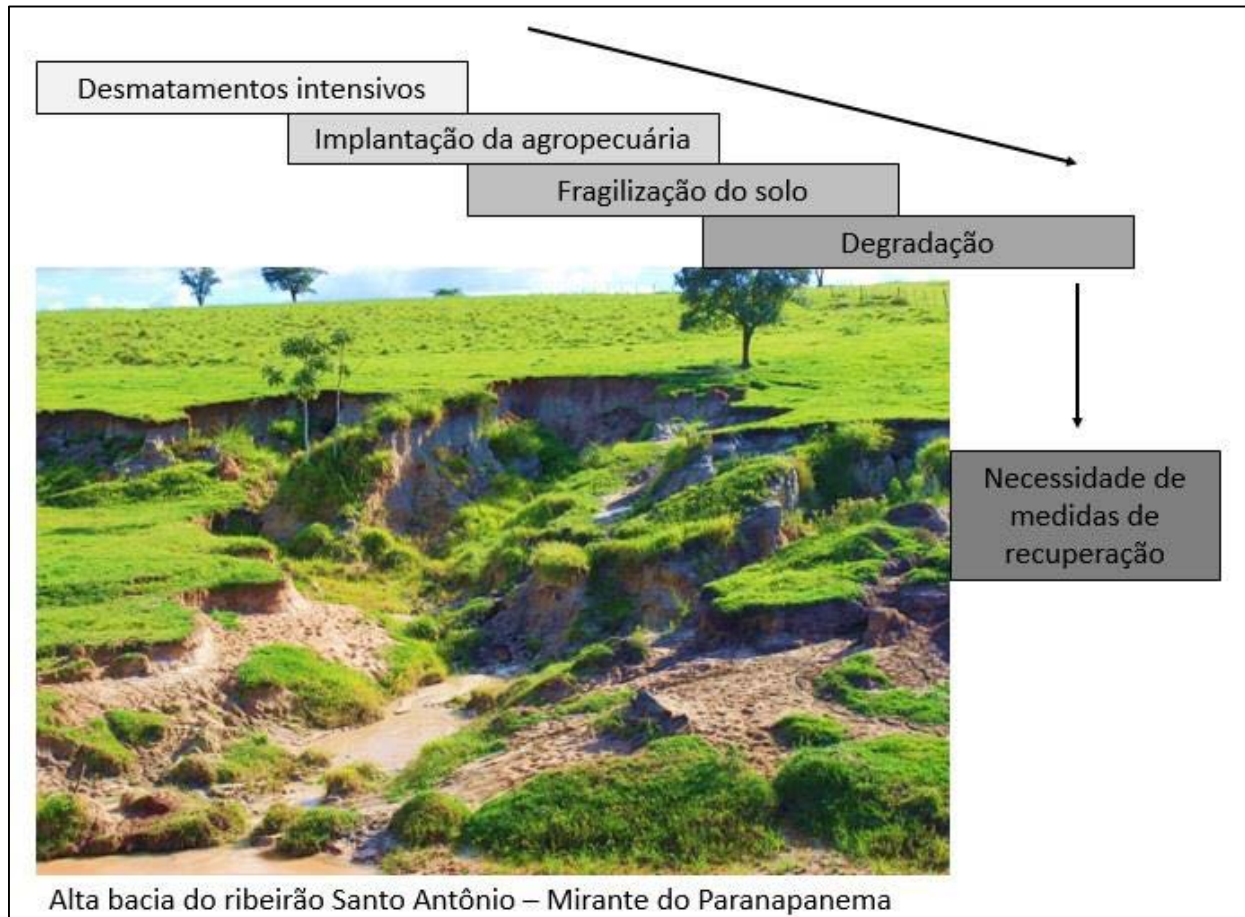 Desmatamentos intensivos
Implantação da agropecuária
Fragilização do solo
Degradação
Necessidade de
medidas de
recuperação
Alta bacia do ribeirão Santo Antônio – Mirante do Paranapanema